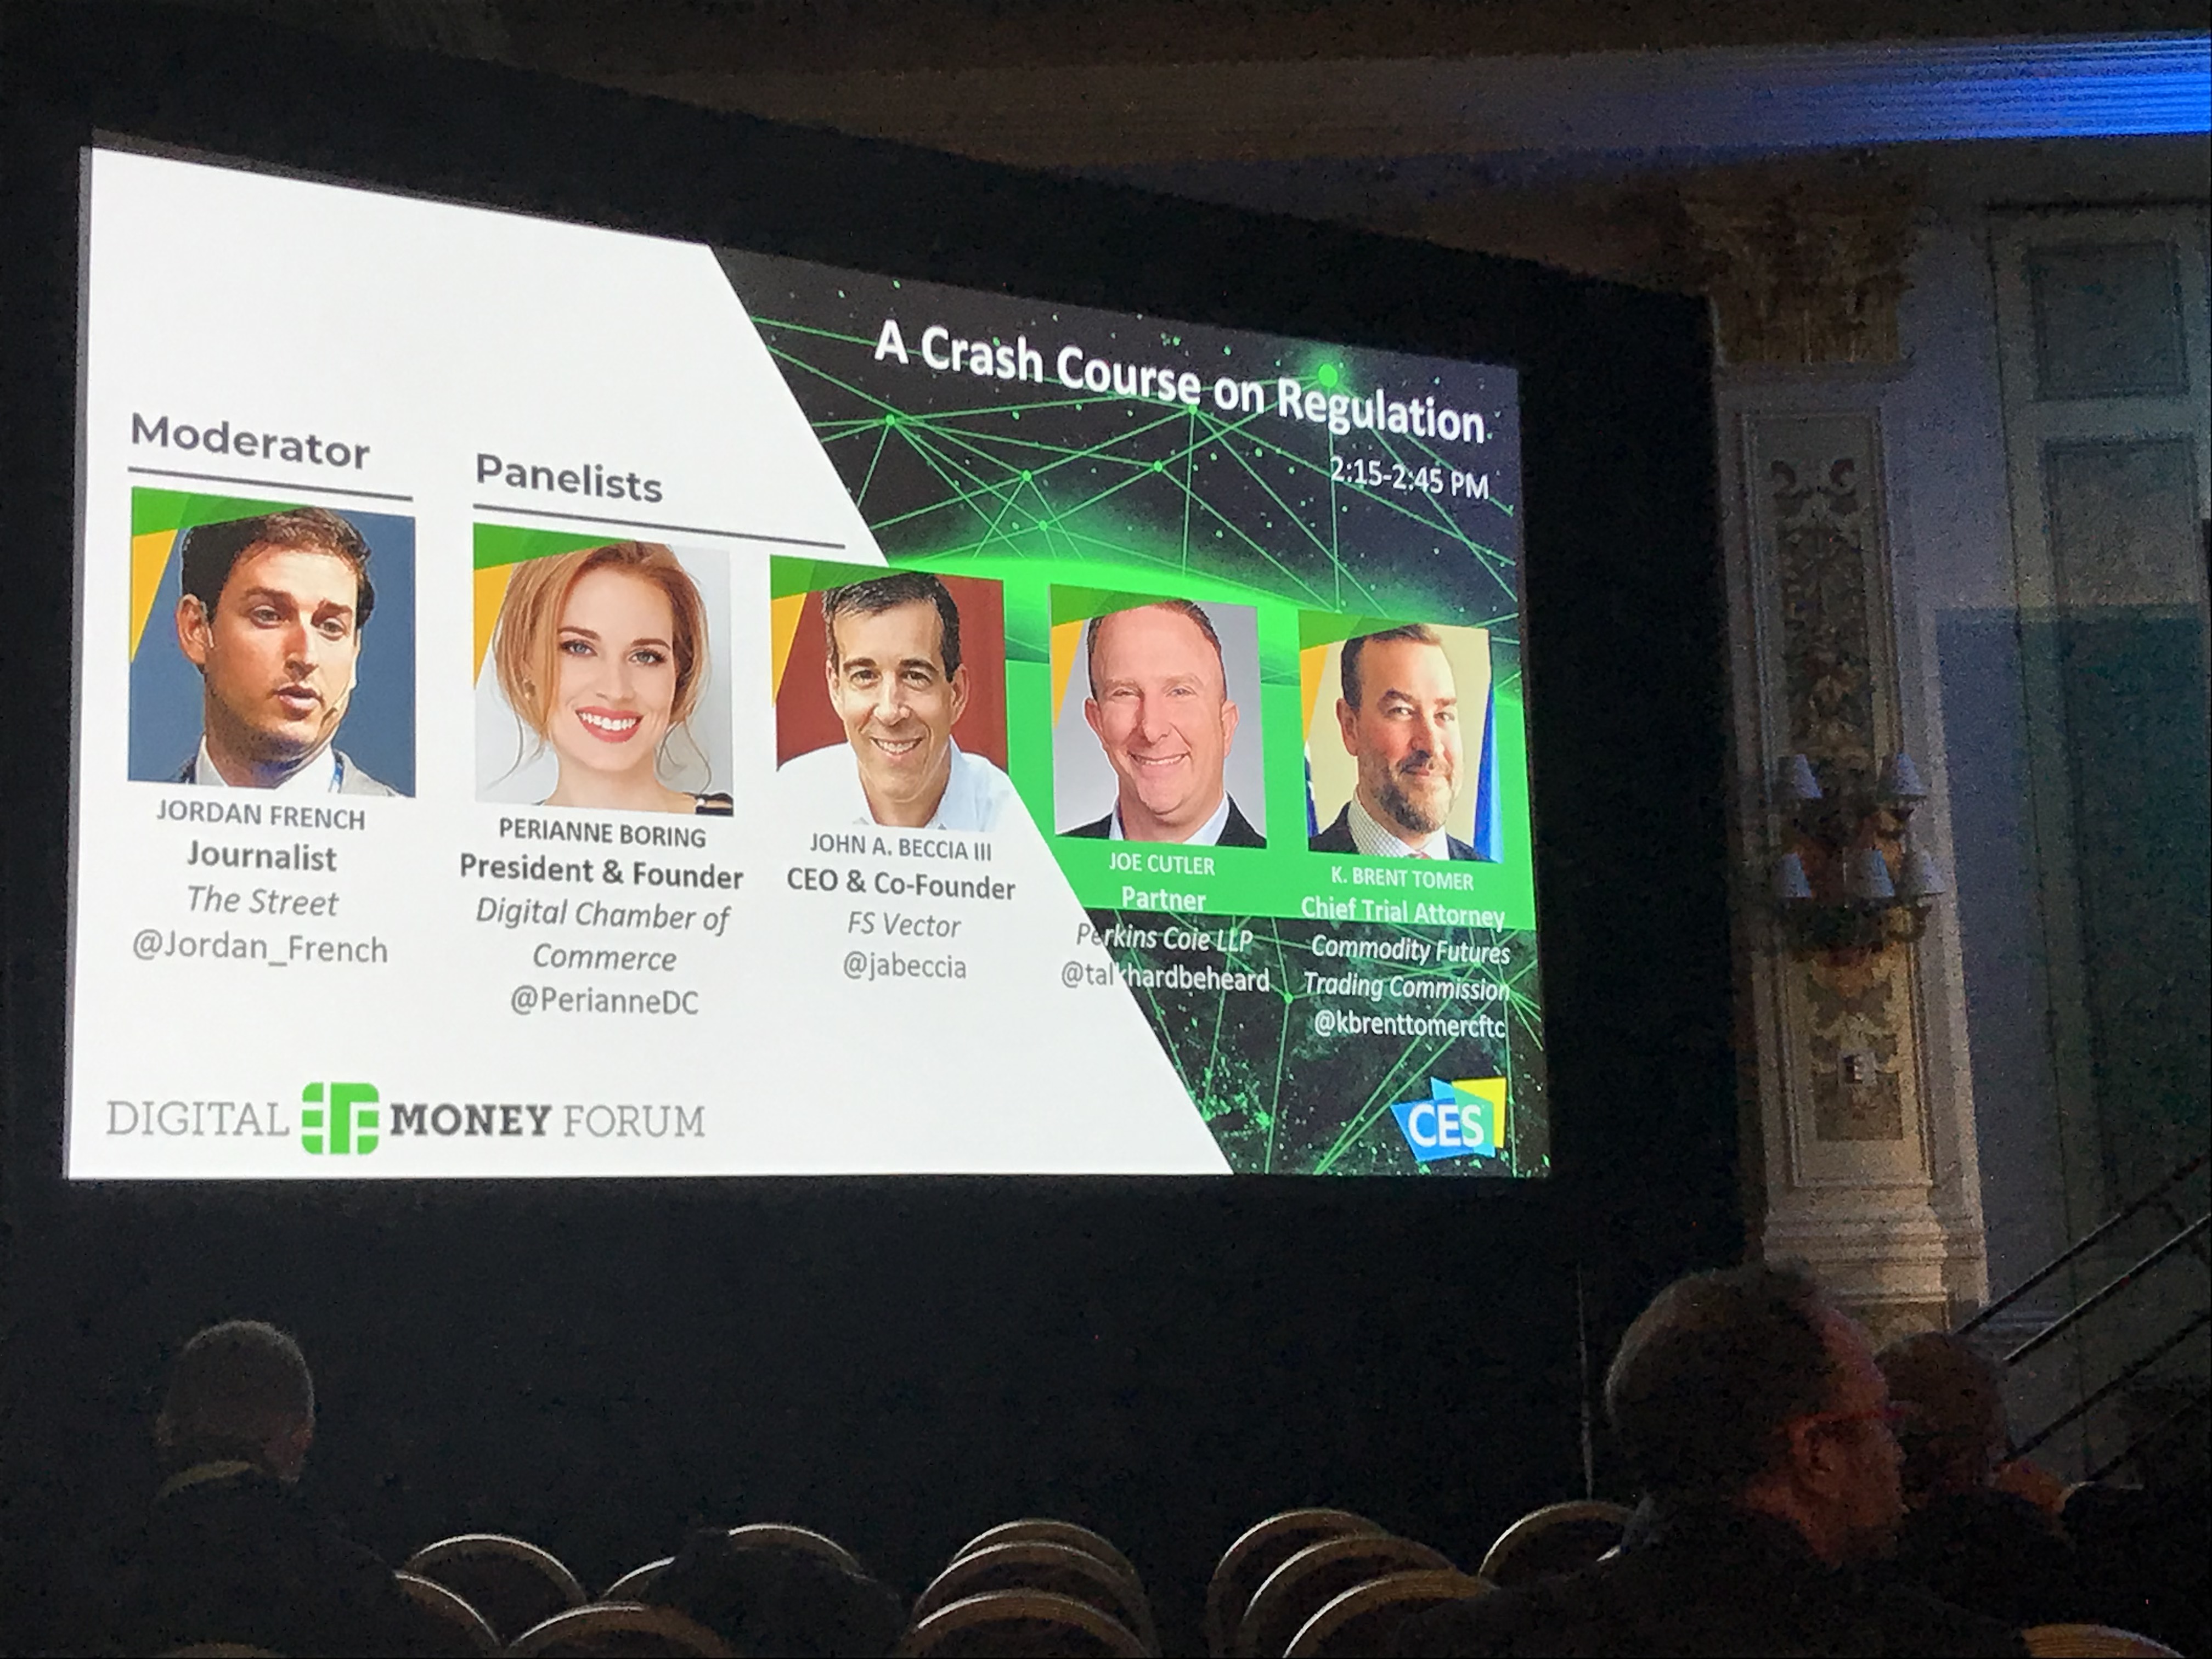 A Crash Course on Regulation
2:15-2:45 PM
Moderator
Panelists
JORDAN FRENCH
Journalist
The Street
@Jordan_French
PERIANNE BORING
President & Founder
Digital Chamber of
Commerce
@PerianneDC
JOHN A. BECCIA III
CEO & Co-Founder
FS Vector
@jabeccia
JOE CUTLER
Partner
Perkins Coie LLP
@talkhardbeheard
K. BRENT TOMER
Chief Trial Attorney
Commodity Futures
Trading Commission
@kbrenttomercftc
DIGITAL MONEY FORUM
CES